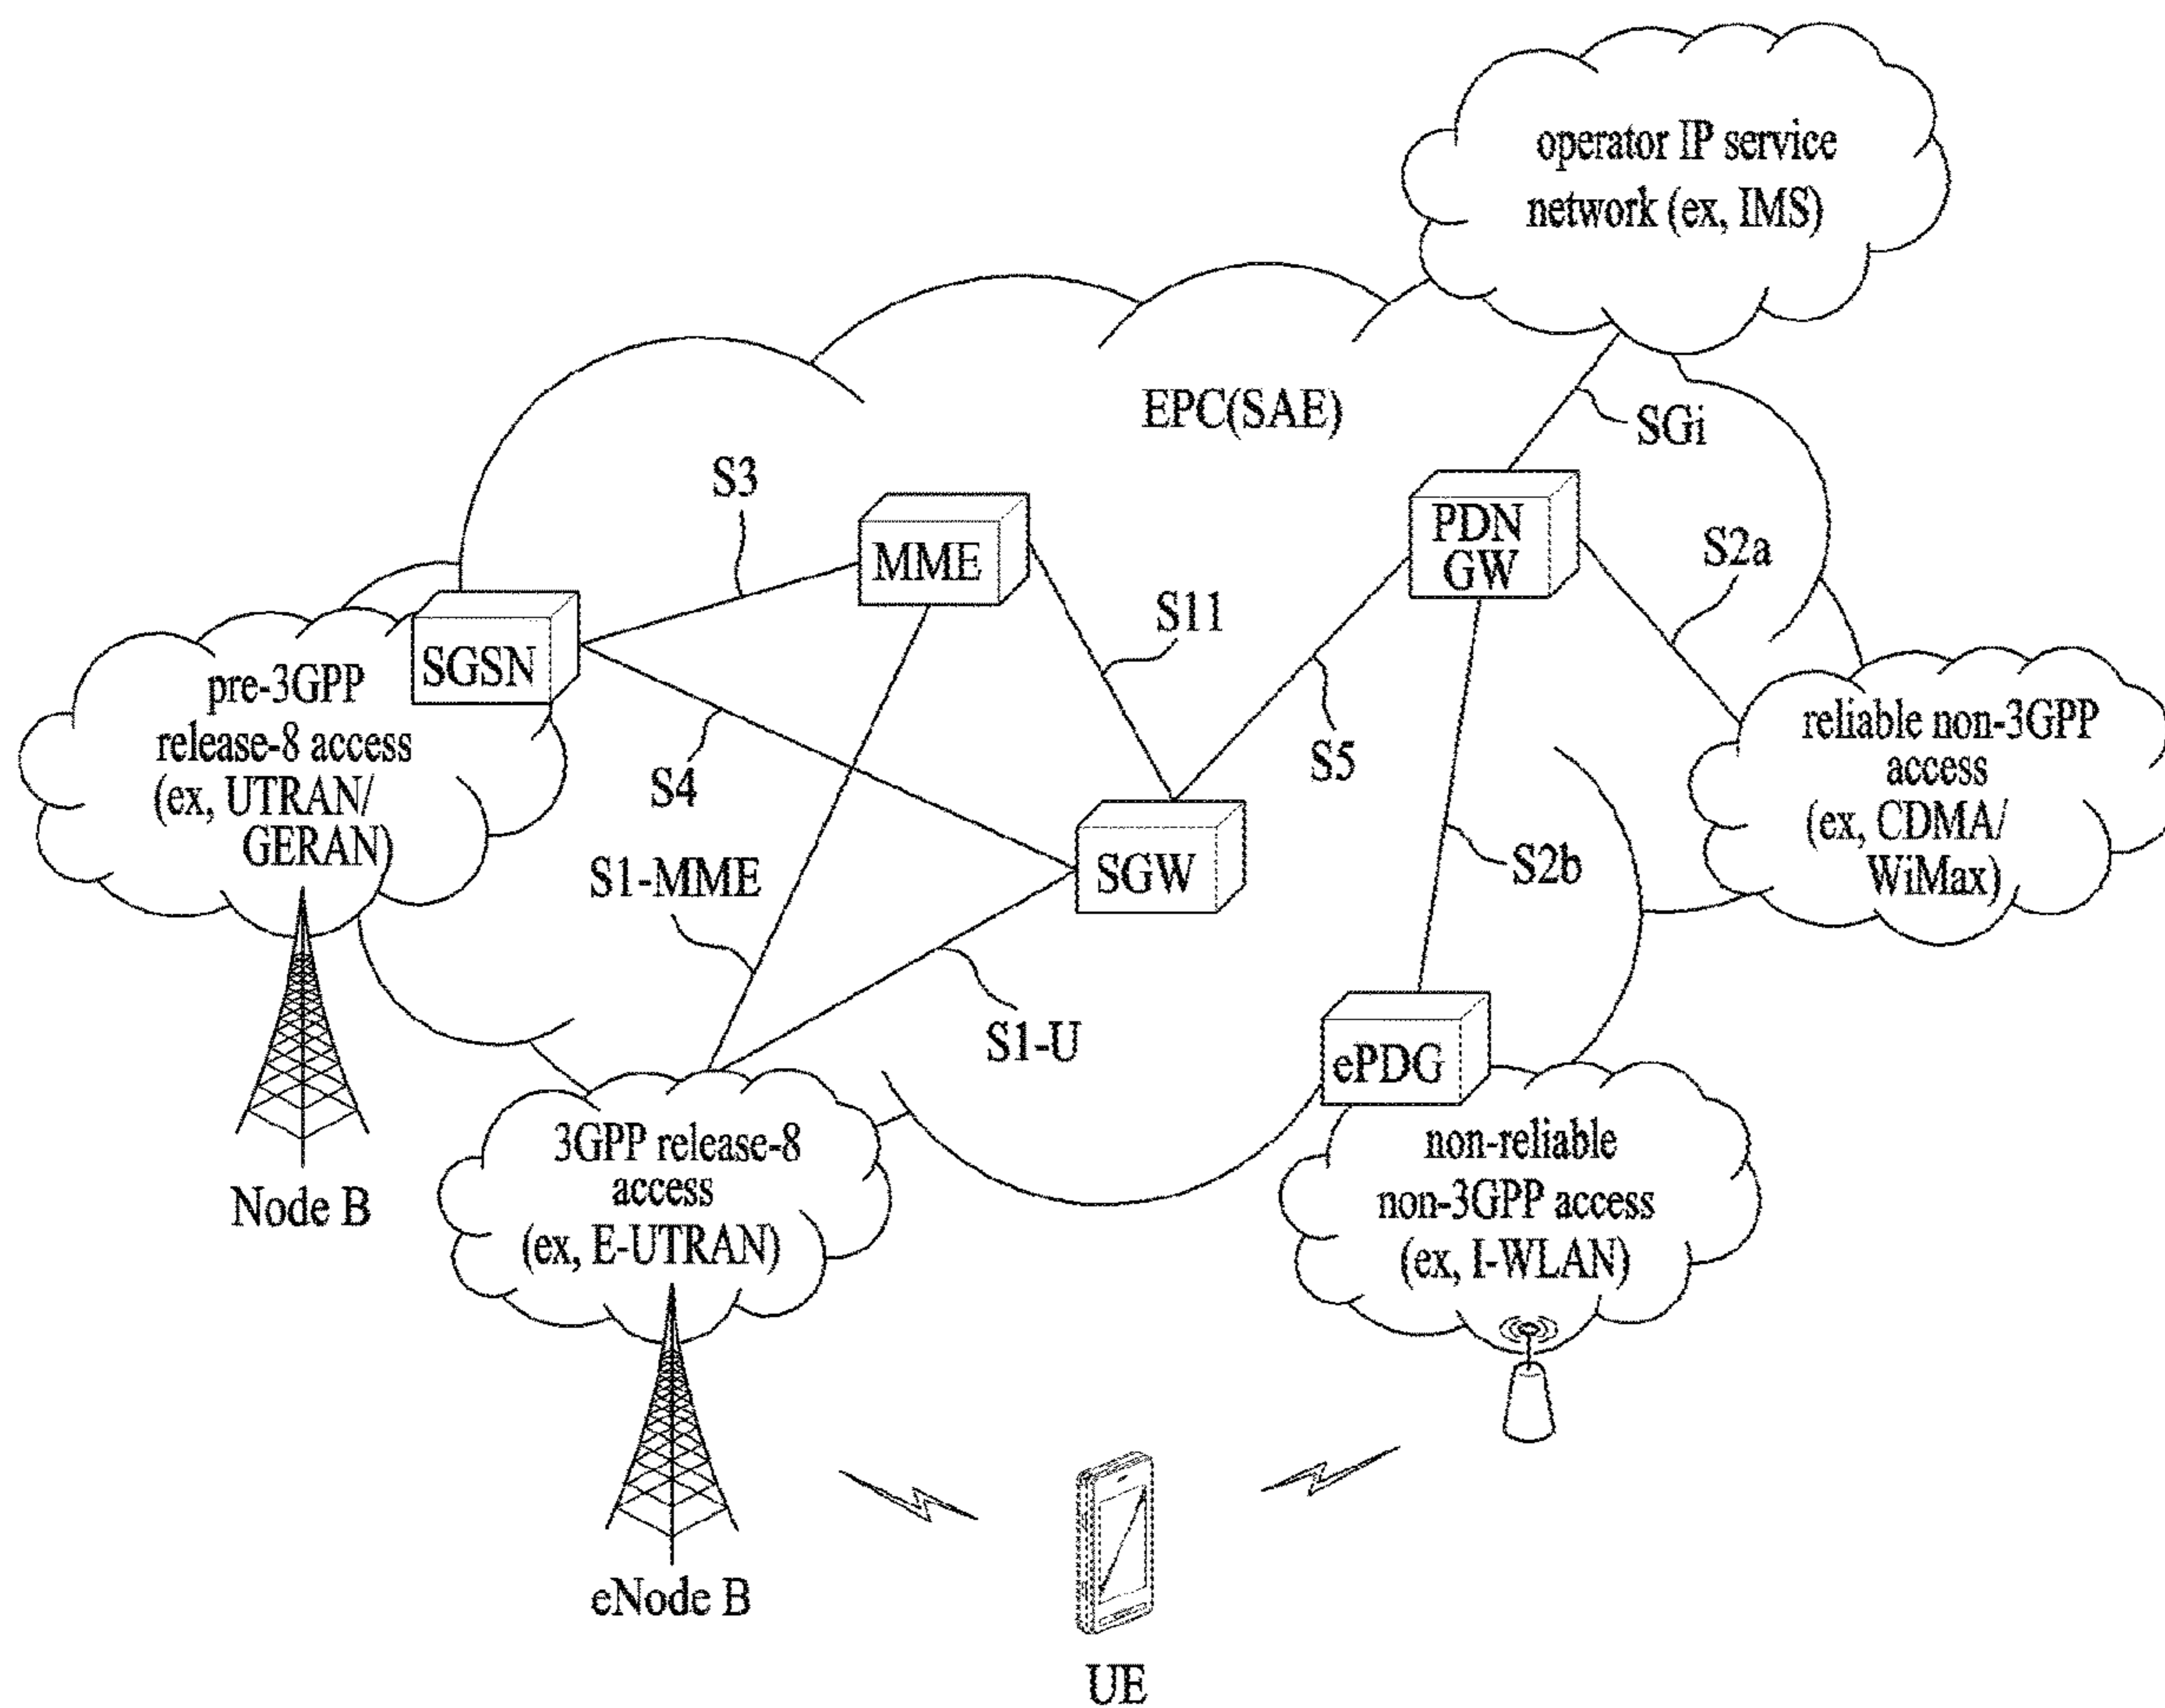 operator IP service
network (ex, IMS)
EPC(SAE)
SGi
S3
MME
PDN
GW
S2a
S11
SGSN
pre-3GPP
release-8 access
(ex, UTRAN/
GERAN)
S4
S5
reliable non-3GPP
access
(ex, CDMA/
WiMax)
S1-MME
SGW
S2b
S1-U
ePDG
Node B
3GPP release-8
access
(ex, E-UTRAN)
non-reliable
non-3GPP access
(ex, I-WLAN)
eNode B
UE